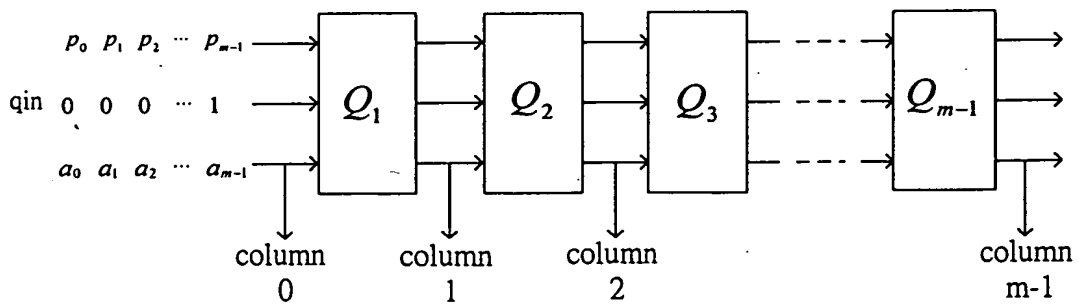 p₀ p₁ p₂ ··· pₘ₋₁
qin 0 0 0 ··· 1
a₀ a₁ a₂ ··· aₘ₋₁
Q₁ Q₂ Q₃ Qₘ₋₁
column column column column
0 1 2 m-1